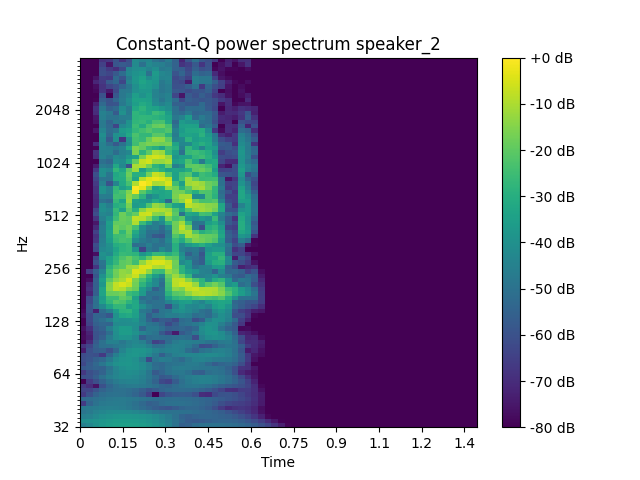 Constant-Q power spectrum speaker_2
Hz
2048
1024
512
256
128
64
32
0 0.15 0.3 0.45 0.6 0.75 0.9 1.1 1.2 1.4
Time
+0 dB
-10 dB
-20 dB
-30 dB
-40 dB
-50 dB
-60 dB
-70 dB
-80 dB